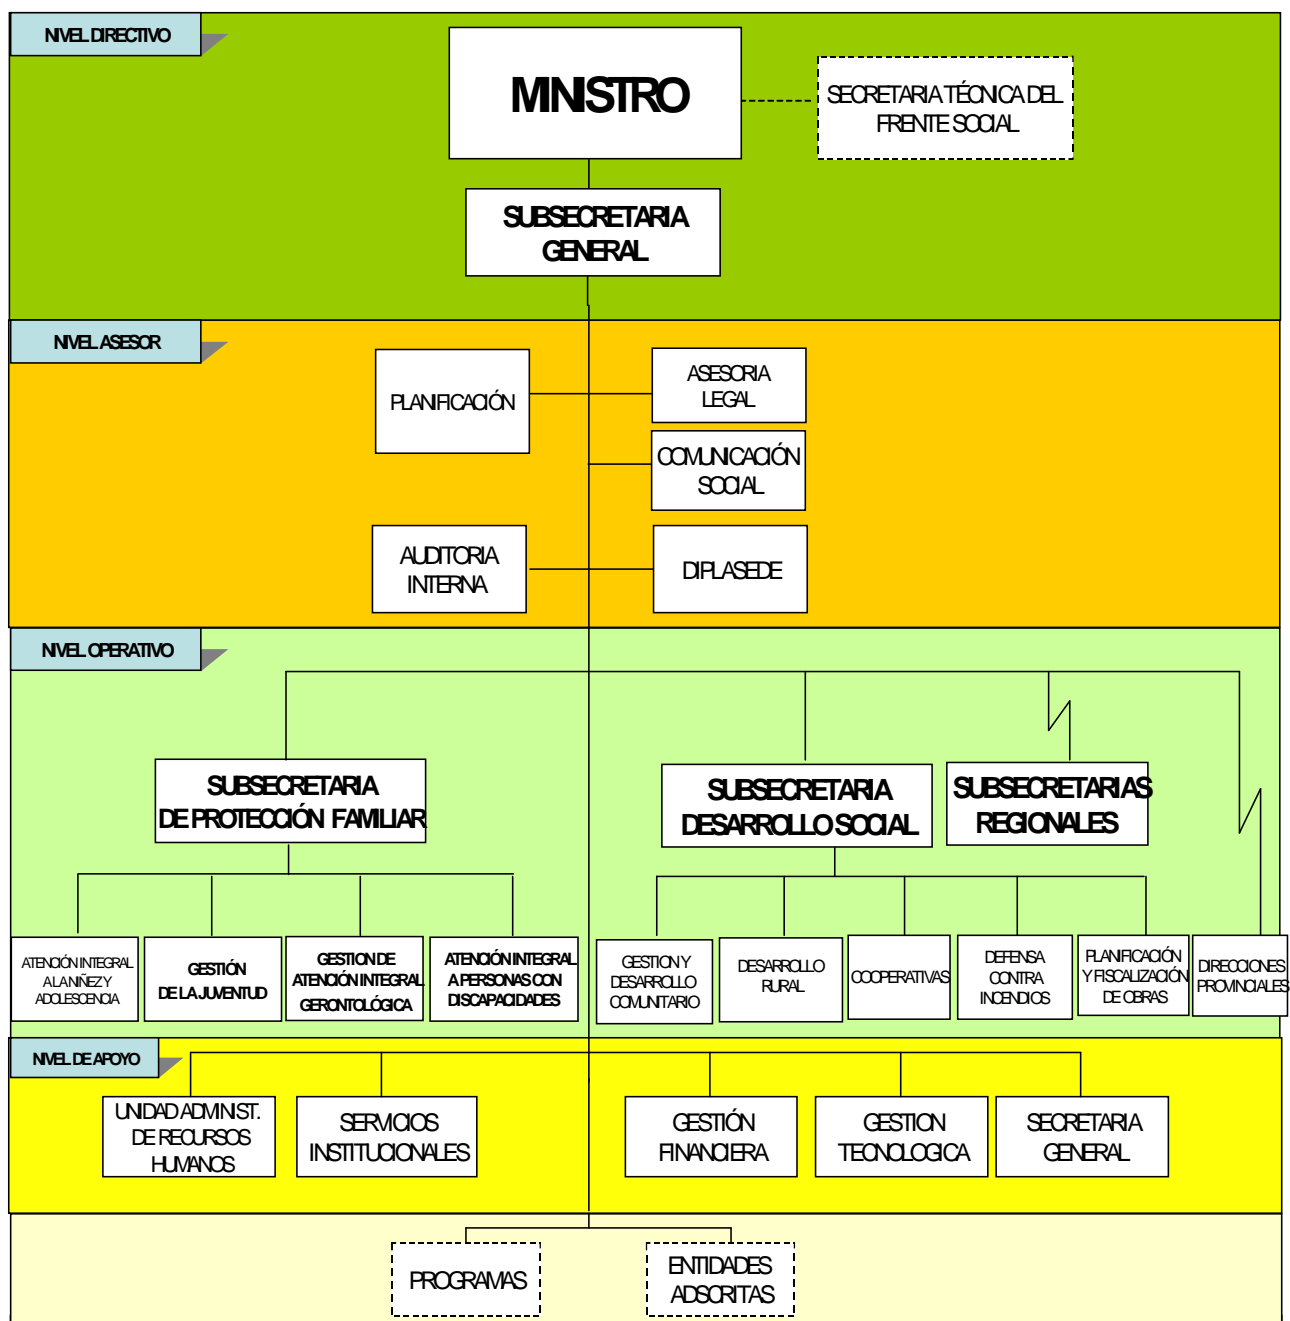 NIVEL DIRECTIVO
MINISTRO
SECRETARIA TÉCNICA DEL
FRENTE SOCIAL
SUBSECRETARIA
GENERAL
NIVEL ASESOR
PLANIFICACIÓN
ASESORIA
LEGAL
COMUNICACIÓN
SOCIAL
AUDITORIA
INTERNA
DIPLASEDE
NIVEL OPERATIVO
SUBSECRETARIA
DE PROTECCIÓN FAMILIAR
SUBSECRETARIA
DESARROLLO SOCIAL
SUBSECRETARIAS
REGIONALES
ATENCIÓN INTEGRAL
A LA NIÑEZ Y
ADOLESCENCIA
GESTIÓN
DE LA JUVENTUD
GESTION DE
ATENCIÓN INTEGRAL
GERONTOLÓGICA
ATENCIÓN INTEGRAL
A PERSONAS CON
DISCAPACIDADES
GESTION Y
DESARROLLO
COMUNITARIO
DESARROLLO
RURAL
COOPERATIVAS
DEFENSA
CONTRA
INCENDIOS
PLANIFICACIÓN
Y FISCALIZACIÓN
DE OBRAS
DIRECCIONES
PROVINCIALES
NIVEL DE APOYO
UNIDAD ADMINIST.
DE RECURSOS
HUMANOS
SERVICIOS
INSTITUCIONALES
GESTIÓN
FINANCIERA
GESTION
TECNOLOGICA
SECRETARIA
GENERAL
PROGRAMAS
ENTIDADES
ADSCRITAS